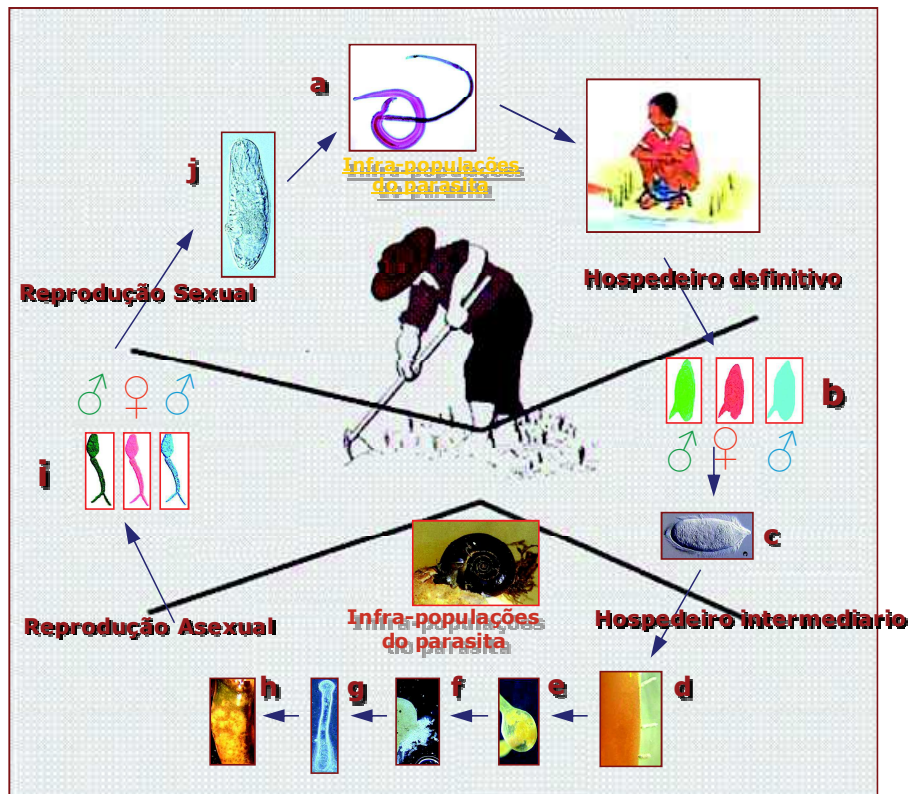 a
j
Infra-populações
do parasita
Hospedeiro definitivo
Reprodução Sexual
b
i
c
Infra-populações
do parasita
Reprodução Asexual
Hospedeiro intermediario
h
g
f
e
d